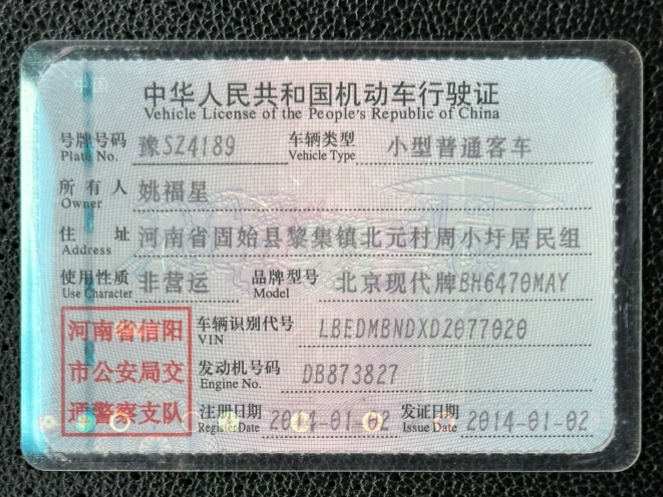 中华人民共和国机动车行驶证
Vehicle License of the People's Republic of China
号牌号码 豫SZ4189 车辆类型 小型普通客车
Plate No. Vehicle Type
所有人 姚福星
Owner
住址 河南省固始县黎集镇北元村周小圩居民组
Address
使用性质 非营运 品牌型号 北京现代牌BH6470MAY
Use Character Model
河南省信阳 车辆识别代号 LBEDMBNDXDZ077020
VIN
市公安局交 发动机号码 DB873827
Engine No.
通警察支队 注册日期 2014-01-02 发证日期 2014-01-02
Register Date Issue Date